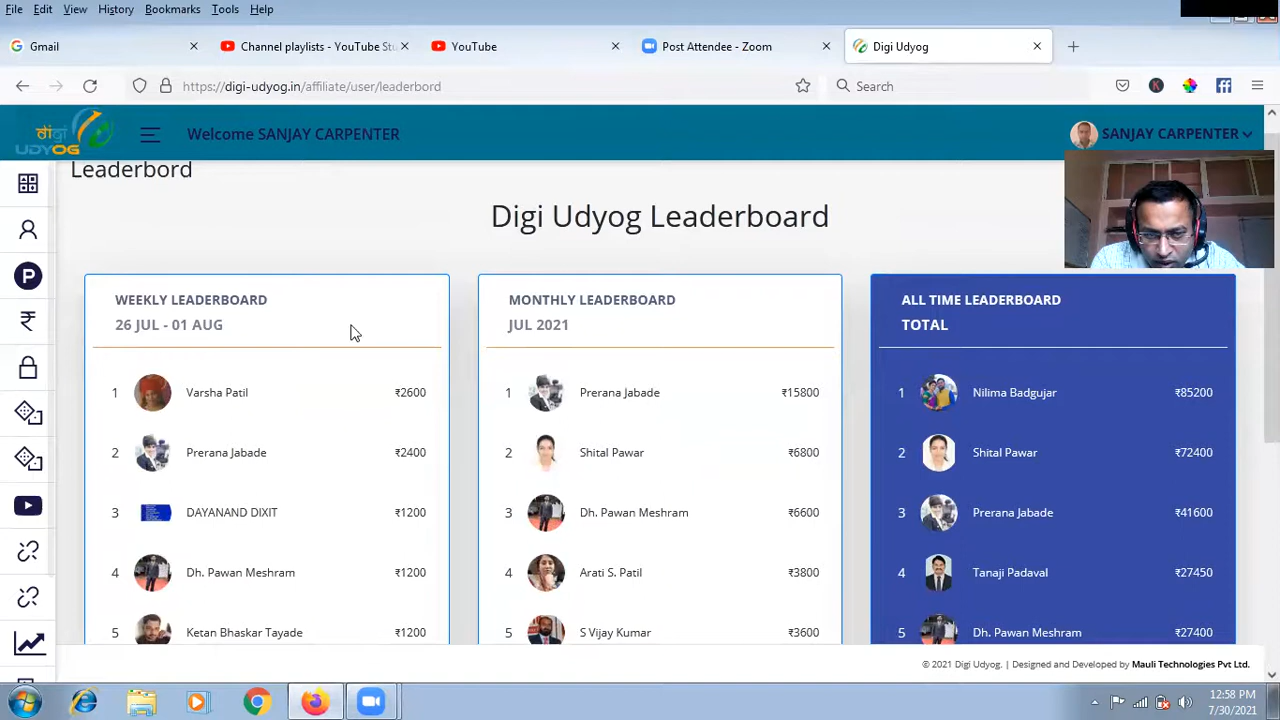 File Edit View History Bookmarks Tools Help
Gmail
Channel playlists - YouTube Stu
YouTube
Post Attendee - Zoom
Digi Udyog
https://digi-udyog.in/affiliate/user/leaderbord
Search
digi
UDYOG
Welcome SANJAY CARPENTER
SANJAY CARPENTER
Leaderbord
Digi Udyog Leaderboard
WEEKLY LEADERBOARD
26 JUL - 01 AUG
1 Varsha Patil ₹2600
2 Prerana Jabade ₹2400
3 DAYANAND DIXIT ₹1200
4 Dh. Pawan Meshram ₹1200
5 Ketan Bhaskar Tayade ₹1200
MONTHLY LEADERBOARD
JUL 2021
1 Prerana Jabade ₹15800
2 Shital Pawar ₹6800
3 Dh. Pawan Meshram ₹6600
4 Arati S. Patil ₹3800
5 S Vijay Kumar ₹3600
ALL TIME LEADERBOARD
TOTAL
1 Nilima Badgujar ₹85200
2 Shital Pawar ₹72400
3 Prerana Jabade ₹41600
4 Tanaji Padaval ₹27450
5 Dh. Pawan Meshram ₹27400
© 2021 Digi Udyog. | Designed and Developed by Mauli Technologies Pvt Ltd.
12:58 PM
7/30/2021